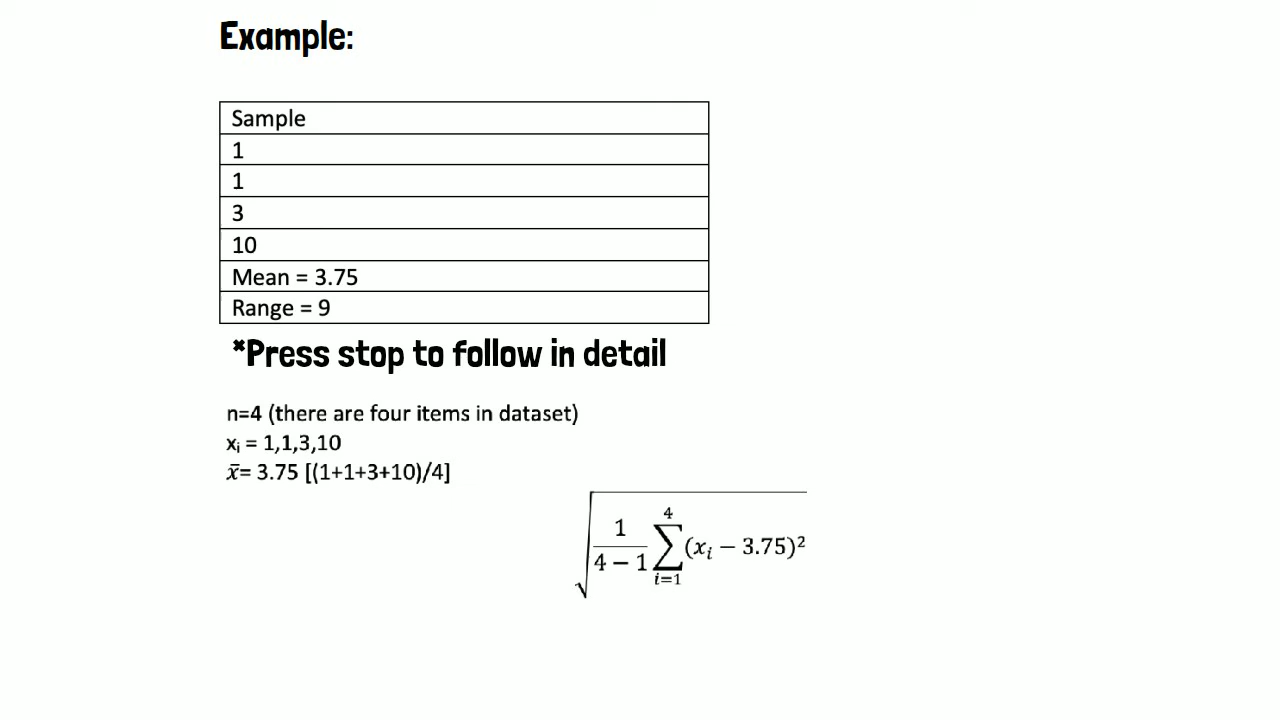 Example:
Sample
1
1
3
10
Mean = 3.75
Range = 9
*Press stop to follow in detail
n=4 (there are four items in dataset)
xᵢ = 1,1,3,10
x̄= 3.75 [(1+1+3+10)/4]
√ 1/(4 − 1) ∑ i=1 4 (xᵢ − 3.75)²